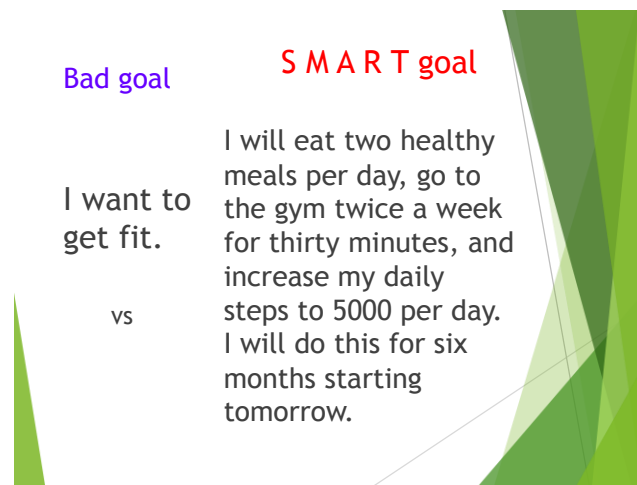 Bad goal
S M A R T goal
I want to
get fit.
vs
I will eat two healthy
meals per day, go to
the gym twice a week
for thirty minutes, and
increase my daily
steps to 5000 per day.
I will do this for six
months starting
tomorrow.